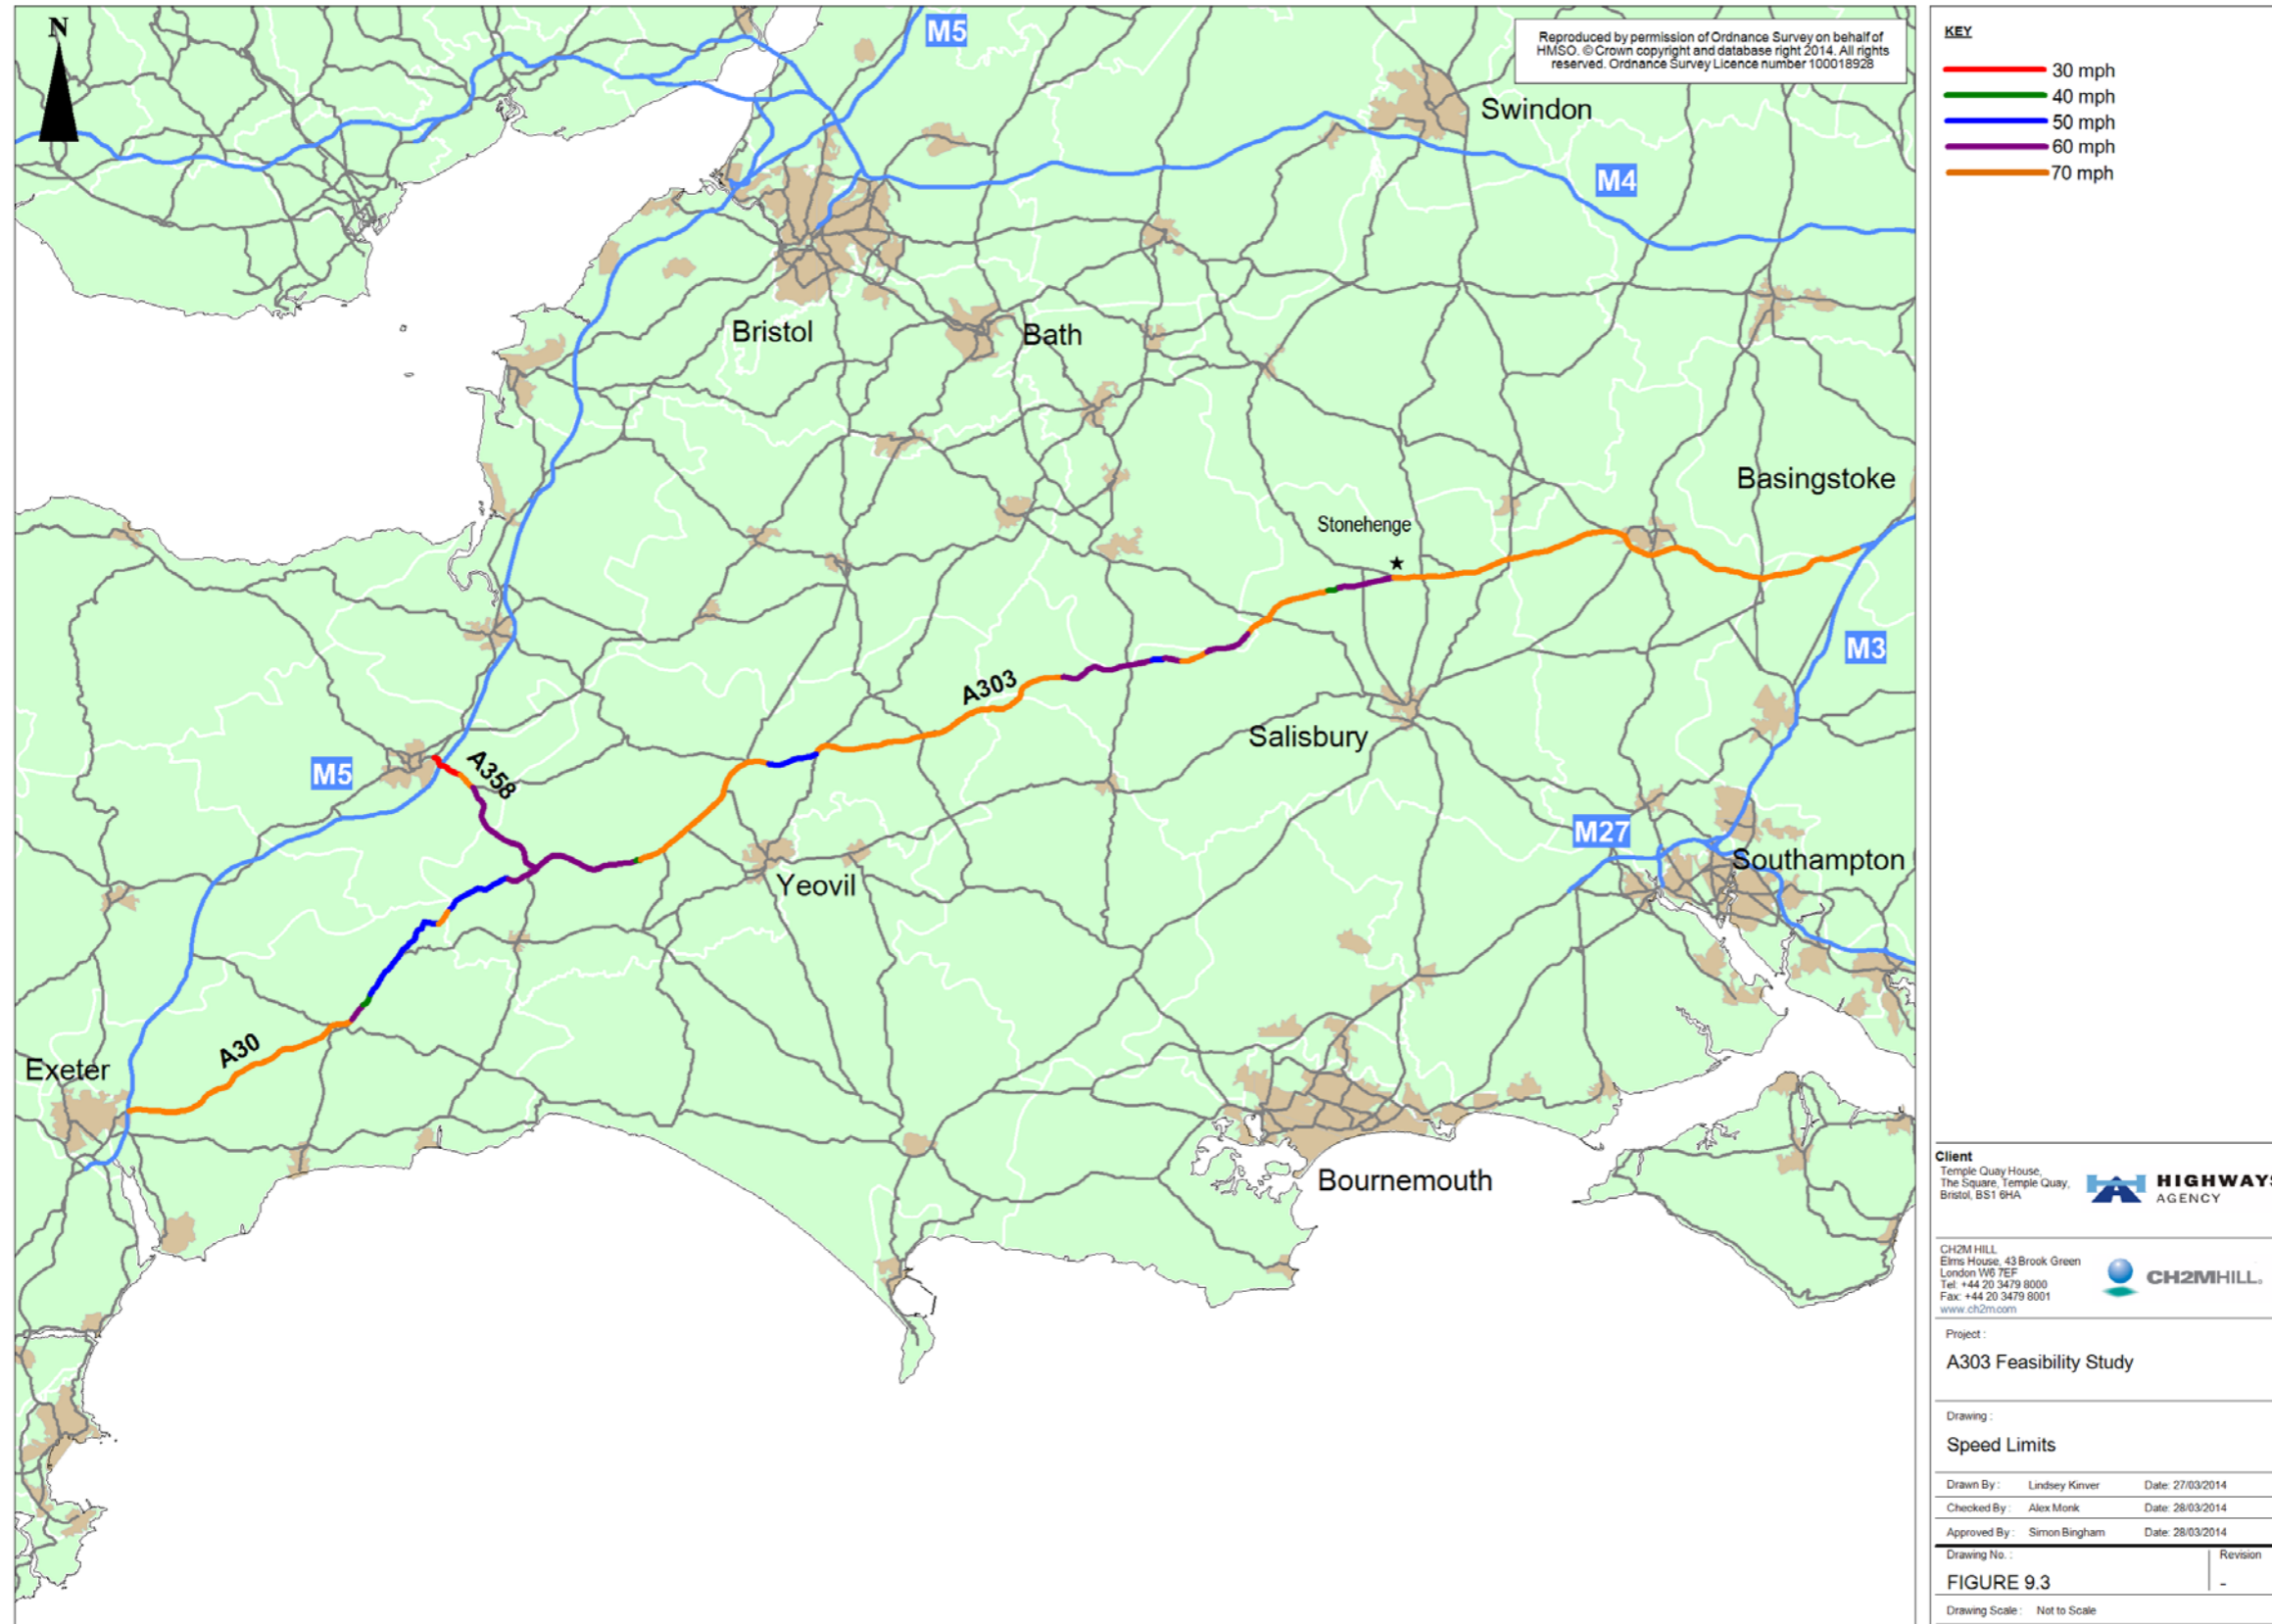 N
M5
Reproduced by permission of Ordnance Survey on behalf of
HMSO. © Crown copyright and database right 2014. All rights
reserved. Ordnance Survey Licence number 100018928
Swindon
M4
Bristol
Bath
Basingstoke
Stonehenge
M3
A303
Salisbury
M5
A358
M27
Southampton
Yeovil
A30
Exeter
Bournemouth
KEY
30 mph
40 mph
50 mph
60 mph
70 mph
Client
Temple Quay House,
The Square, Temple Quay,
Bristol, BS1 6HA
HIGHWAYS
AGENCY
CH2M HILL
Elms House, 43 Brook Green
London W6 7EF
Tel: +44 20 3479 8000
Fax: +44 20 3479 8001
www.ch2m.com
CH2MHILL®
Project :
A303 Feasibility Study
Drawing :
Speed Limits
Drawn By : Lindsey Kinver Date: 27/03/2014
Checked By : Alex Monk Date: 28/03/2014
Approved By : Simon Bingham Date: 28/03/2014
Drawing No. : Revision
FIGURE 9.3 -
Drawing Scale : Not to Scale